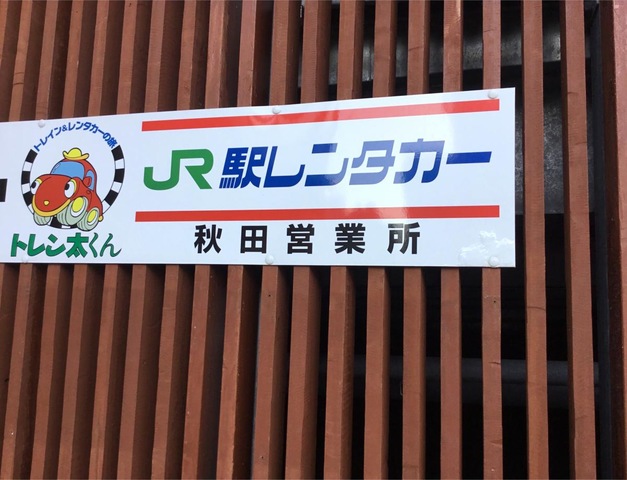 トレイン&レンタカーの旅
トレン太くん
JR駅レンタカー
秋田営業所